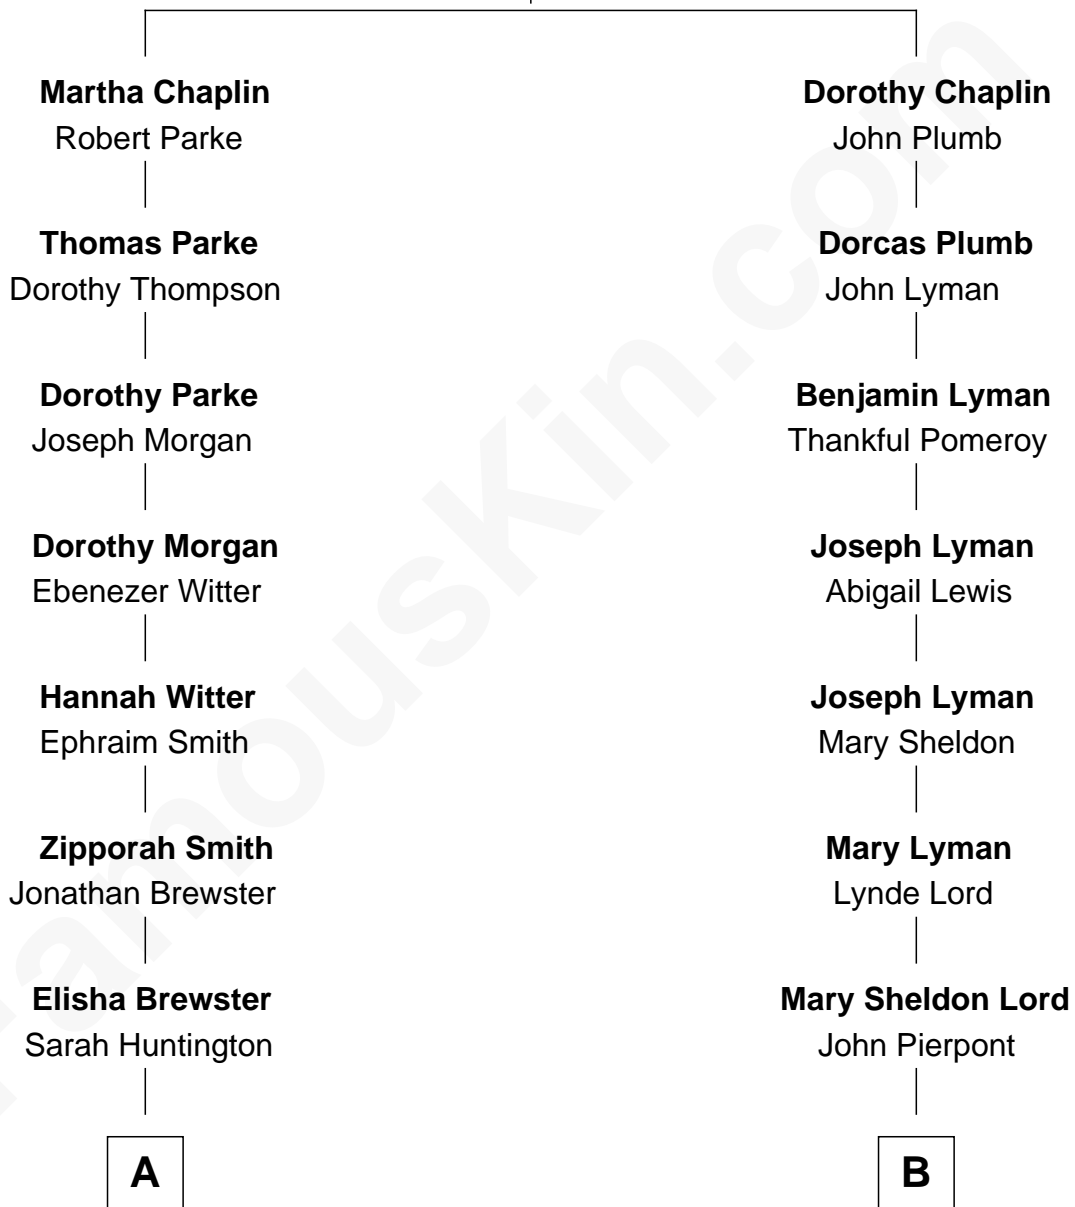 Martha Chaplin
Robert Parke
Thomas Parke
Dorothy Thompson
Dorothy Parke
Joseph Morgan
Dorothy Morgan
Ebenezer Witter
Hannah Witter
Ephraim Smith
Zipporah Smith
Jonathan Brewster
Elisha Brewster
Sarah Huntington
A
Dorothy Chaplin
John Plumb
Dorcas Plumb
John Lyman
Benjamin Lyman
Thankful Pomeroy
Joseph Lyman
Abigail Lewis
Joseph Lyman
Mary Sheldon
Mary Lyman
Lynde Lord
Mary Sheldon Lord
John Pierpont
B
FamousKin.com